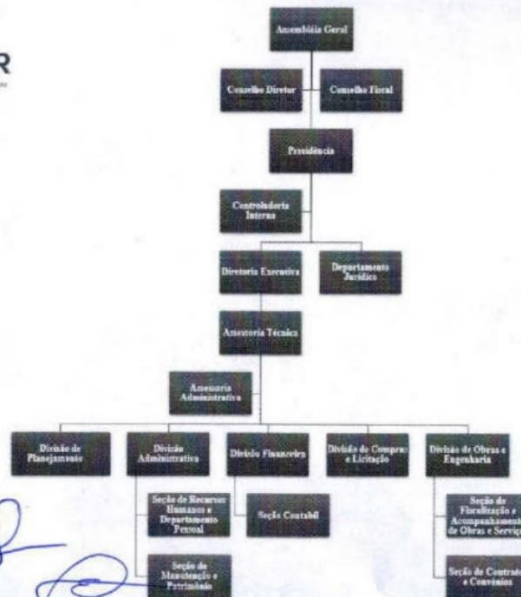 R
Assembléia Geral
Conselho Diretor
Conselho Fiscal
Presidência
Controladoria
Interna
Diretoria Executiva
Departamento
Jurídico
Assessoria Técnica
Assessoria
Administrativa
Divisão de
Planejamento
Divisão
Administrativa
Divisão Financeira
Divisão de Compras
e Licitação
Divisão de Obras e
Engenharia
Seção de Recursos
Humanos e
Departamento
Pessoal
Seção Contabil
Seção de
Fiscalização e
Acompanhamento
de Obras e Serviços
Seção de
Manutenção e
Patrimônio
Seção de Contratos
e Convênios